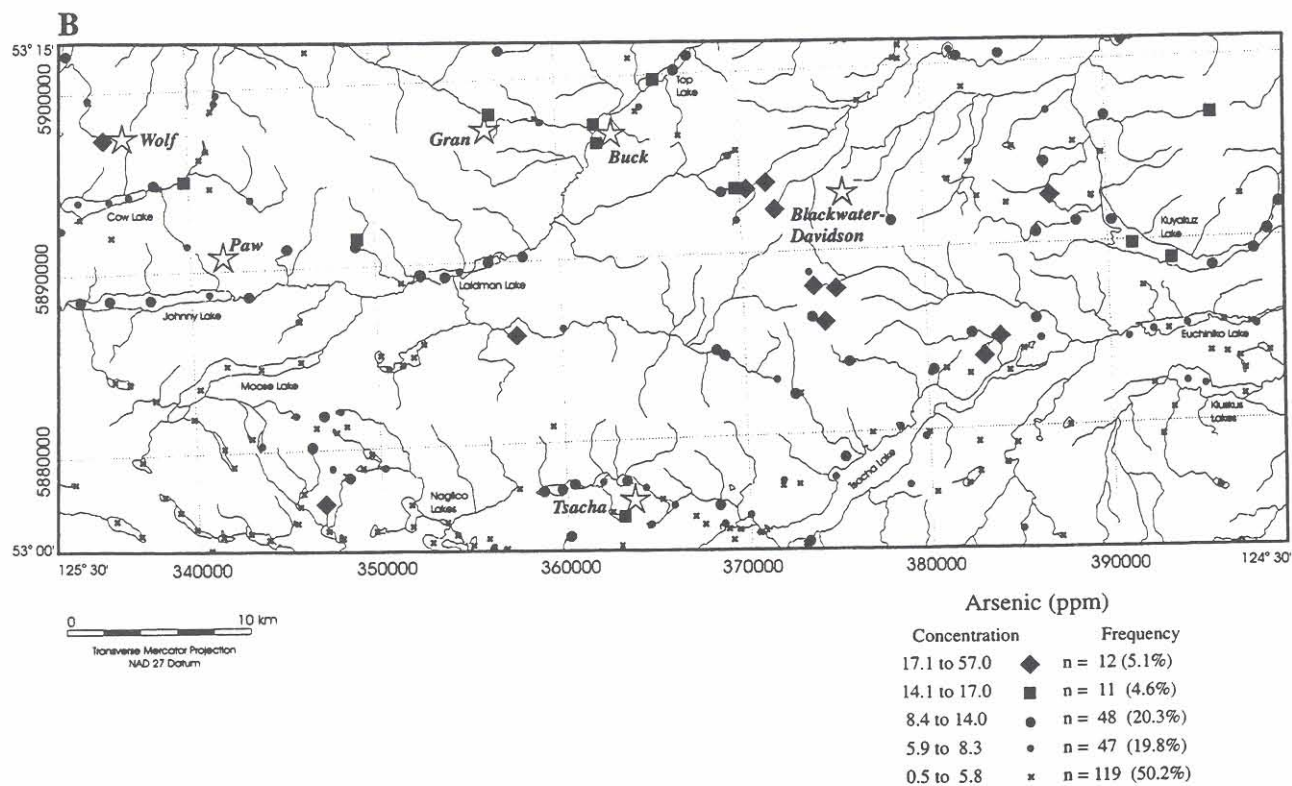 B
53° 15'
5900000
5890000
5880000
53° 00'
125° 30'
340000
350000
360000
370000
380000
390000
124° 30'
Wolf
Gran
Buck
Top
Lake
Cow Lake
Paw
Blackwater-
Davidson
Kuyakuz
Lake
Laidman Lake
Johnny Lake
Euchiniko Lake
Moose Lake
Kluskus
Lakes
Tsacha Lake
Naglico
Lakes
Tsacha
0 10 km
Transverse Mercator Projection
NAD 27 Datum
Arsenic (ppm)
Concentration Frequency
17.1 to 57.0 n = 12 (5.1%)
14.1 to 17.0 n = 11 (4.6%)
8.4 to 14.0 n = 48 (20.3%)
5.9 to 8.3 n = 47 (19.8%)
0.5 to 5.8 n = 119 (50.2%)